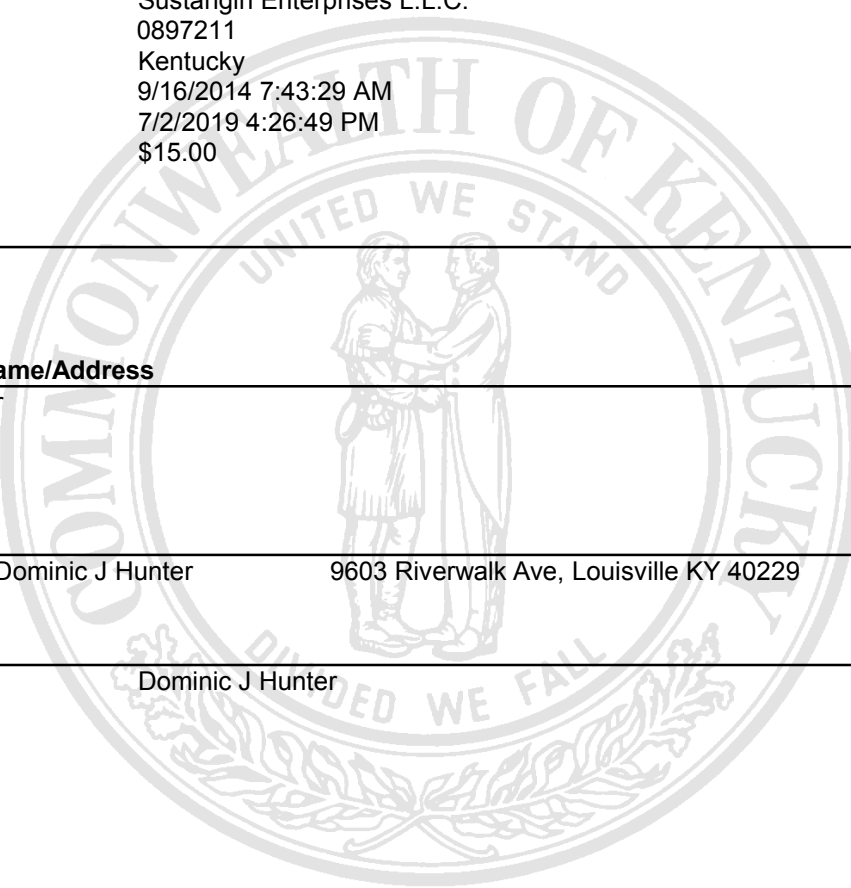 Sustangin Enterprises L.L.C.
0897211
Kentucky
9/16/2014 7:43:29 AM
7/2/2019 4:26:49 PM
$15.00
COMMONWEALTH OF KENTUCKY
UNITED WE STAND
ame/Address
Dominic J Hunter 9603 Riverwalk Ave, Louisville KY 40229
Dominic J Hunter
DIVIDED WE FALL